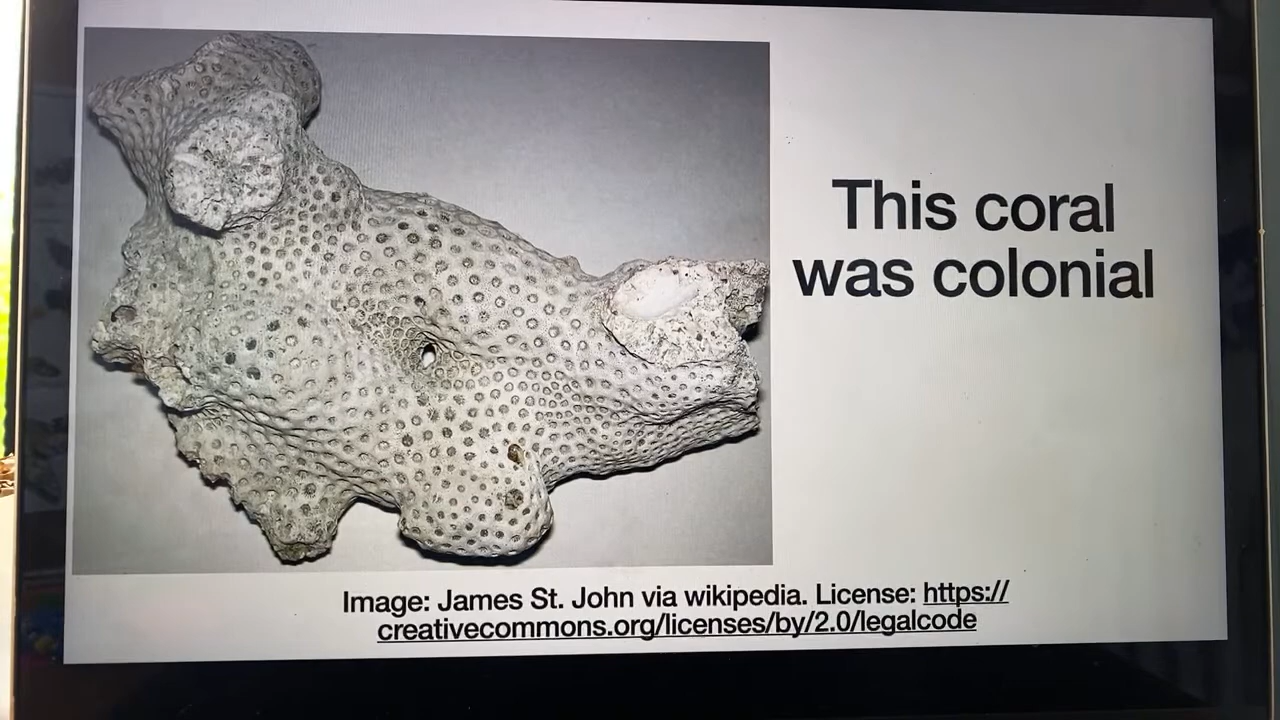 This coral
was colonial
Image: James St. John via wikipedia. License: https://
creativecommons.org/licenses/by/2.0/legalcode